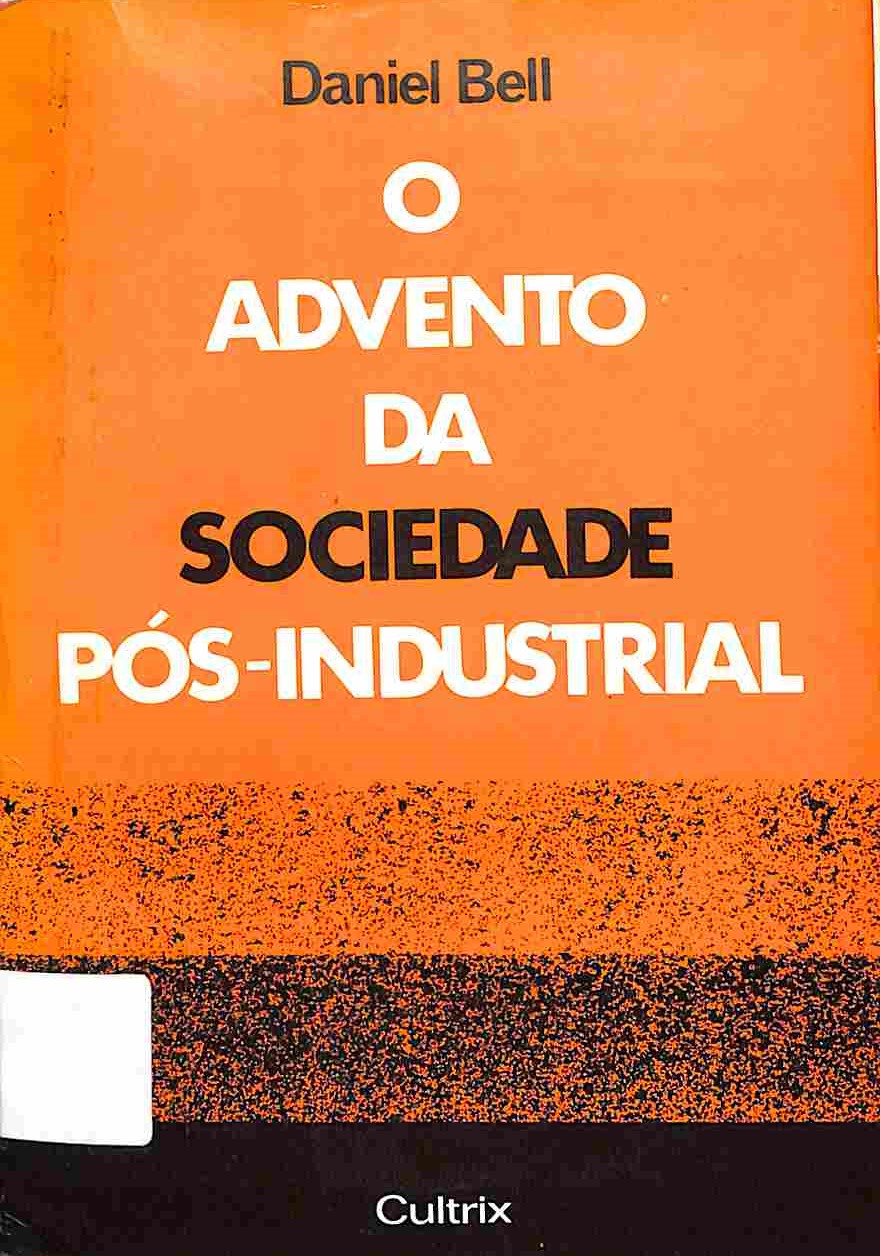 Daniel Bell
O
ADVENTO
DA
SOCIEDADE
PÓS-INDUSTRIAL
Cultrix